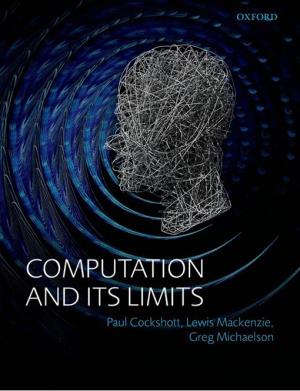 OXFORD
COMPUTATION
AND ITS LIMITS
Paul Cockshott, Lewis Mackenzie,
Greg Michaelson